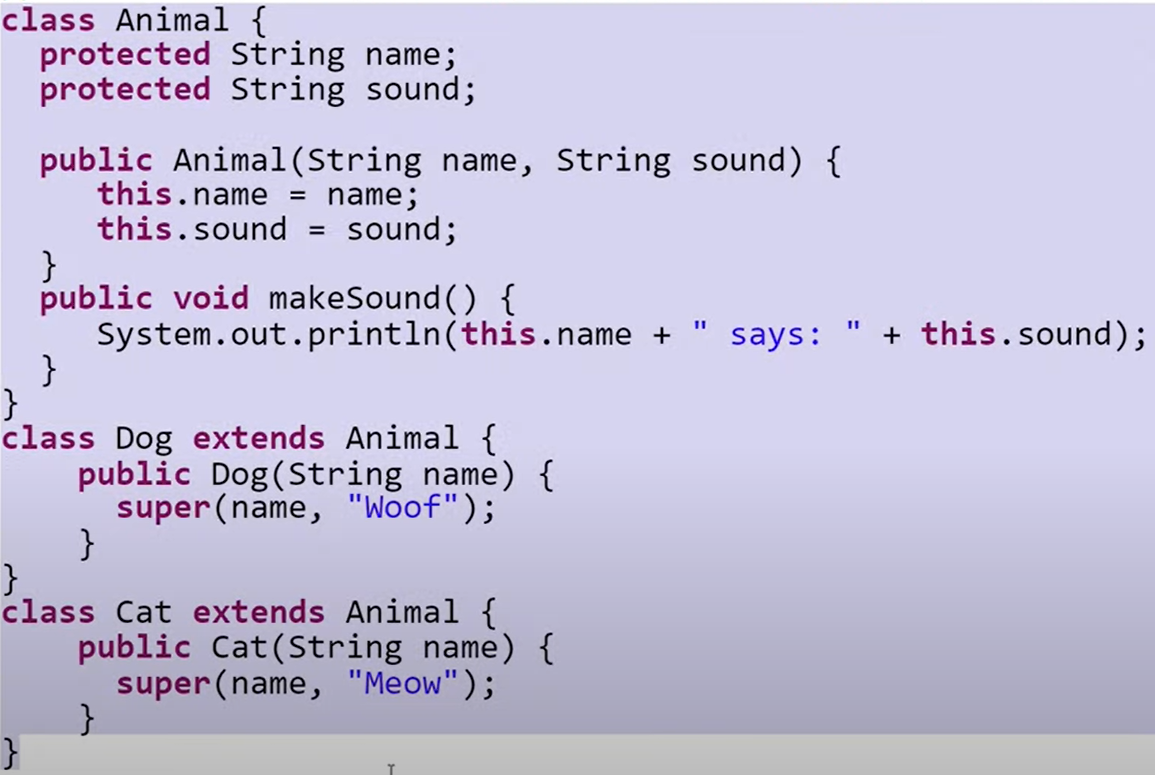 class Animal {
  protected String name;
  protected String sound;

  public Animal(String name, String sound) {
     this.name = name;
     this.sound = sound;
  }
  public void makeSound() {
     System.out.println(this.name + " says: " + this.sound);
  }
}
class Dog extends Animal {
    public Dog(String name) {
      super(name, "Woof");
    }
}
class Cat extends Animal {
    public Cat(String name) {
      super(name, "Meow");
    }
}